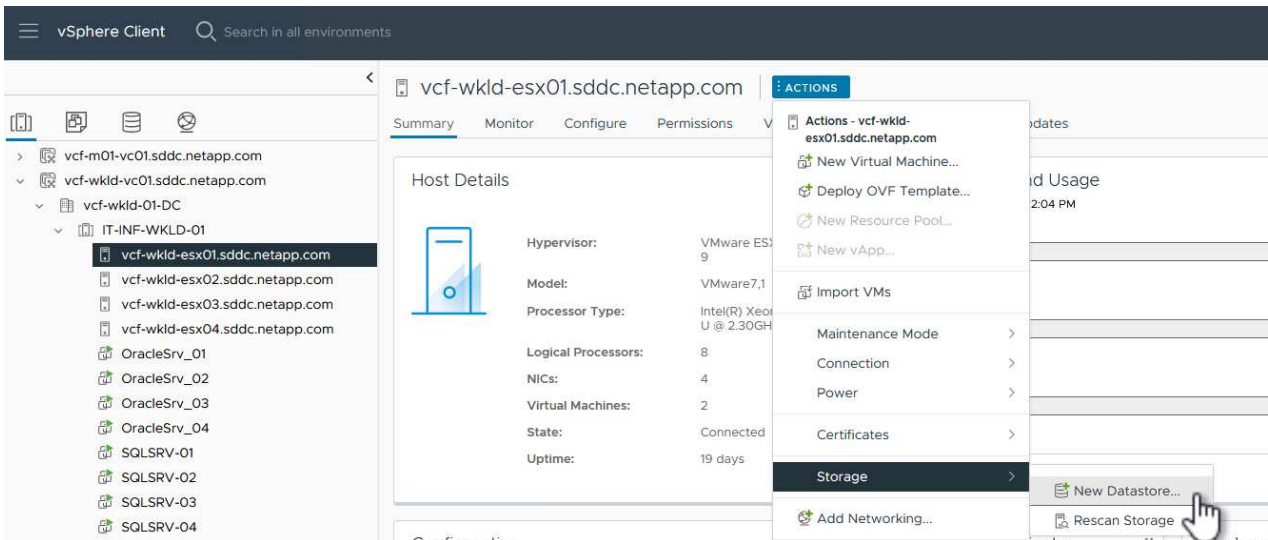 vSphere Client
Search in all environments
vcf-m01-vc01.sddc.netapp.com
vcf-wkld-vc01.sddc.netapp.com
vcf-wkld-01-DC
IT-INF-WKLD-01
vcf-wkld-esx01.sddc.netapp.com
vcf-wkld-esx02.sddc.netapp.com
vcf-wkld-esx03.sddc.netapp.com
vcf-wkld-esx04.sddc.netapp.com
OracleSrv_01
OracleSrv_02
OracleSrv_03
OracleSrv_04
SQLSRV-01
SQLSRV-02
SQLSRV-03
SQLSRV-04
vcf-wkld-esx01.sddc.netapp.com
ACTIONS
Summary Monitor Configure Permissions V
Host Details
Hypervisor: VMware ESX
9
Model: VMware7,1
Processor Type: Intel(R) Xeon
U @ 2.30GH
Logical Processors: 8
NICs: 4
Virtual Machines: 2
State: Connected
Uptime: 19 days
Actions - vcf-wkld-
esx01.sddc.netapp.com
New Virtual Machine...
Deploy OVF Template...
New Resource Pool...
New vApp...
Import VMs
Maintenance Mode
Connection
Power
Certificates
Storage
Add Networking...
New Datastore...
Rescan Storage
pdates
nd Usage
2:04 PM